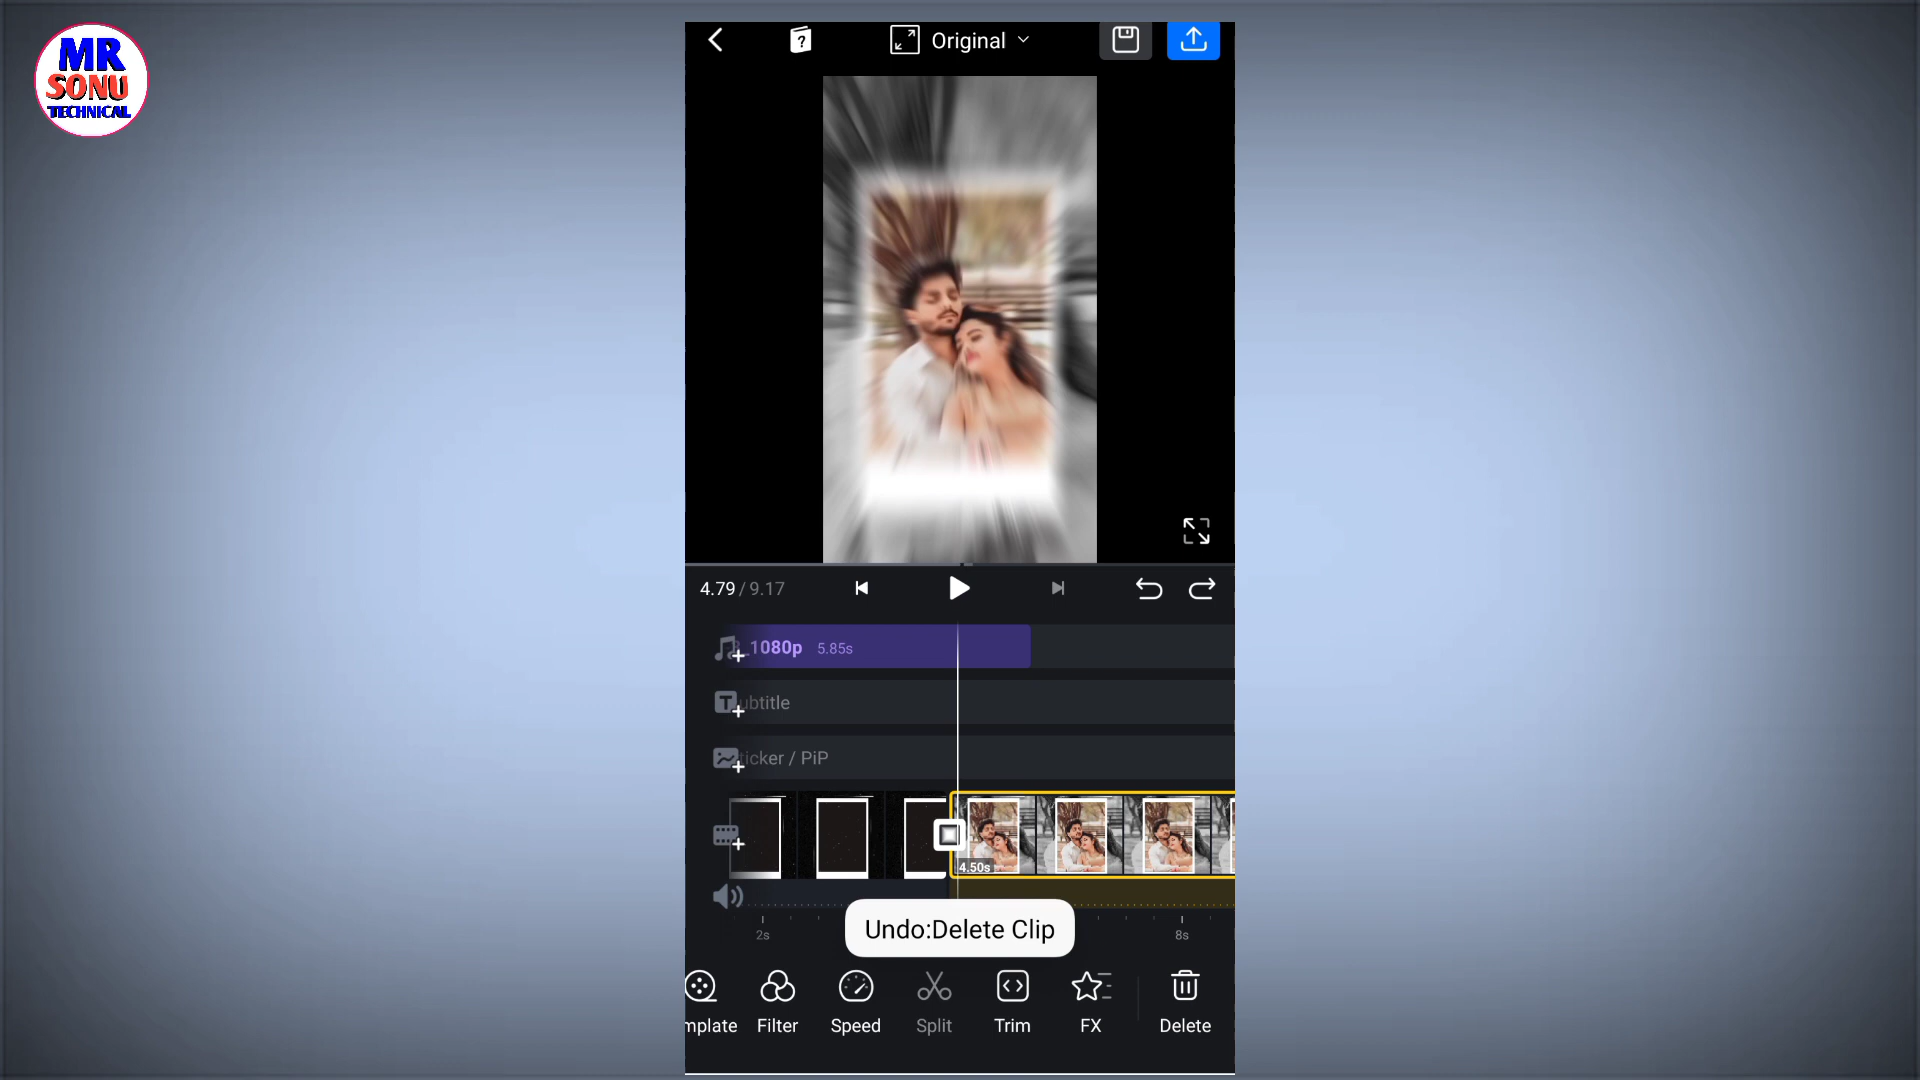 MR
SONU
TECHNICAL
Original
4.79 / 9.17
1080p 5.85s
ubtitle
ticker / PiP
4.50s
2s
8s
Undo:Delete Clip
mplate
Filter
Speed
Split
Trim
FX
Delete